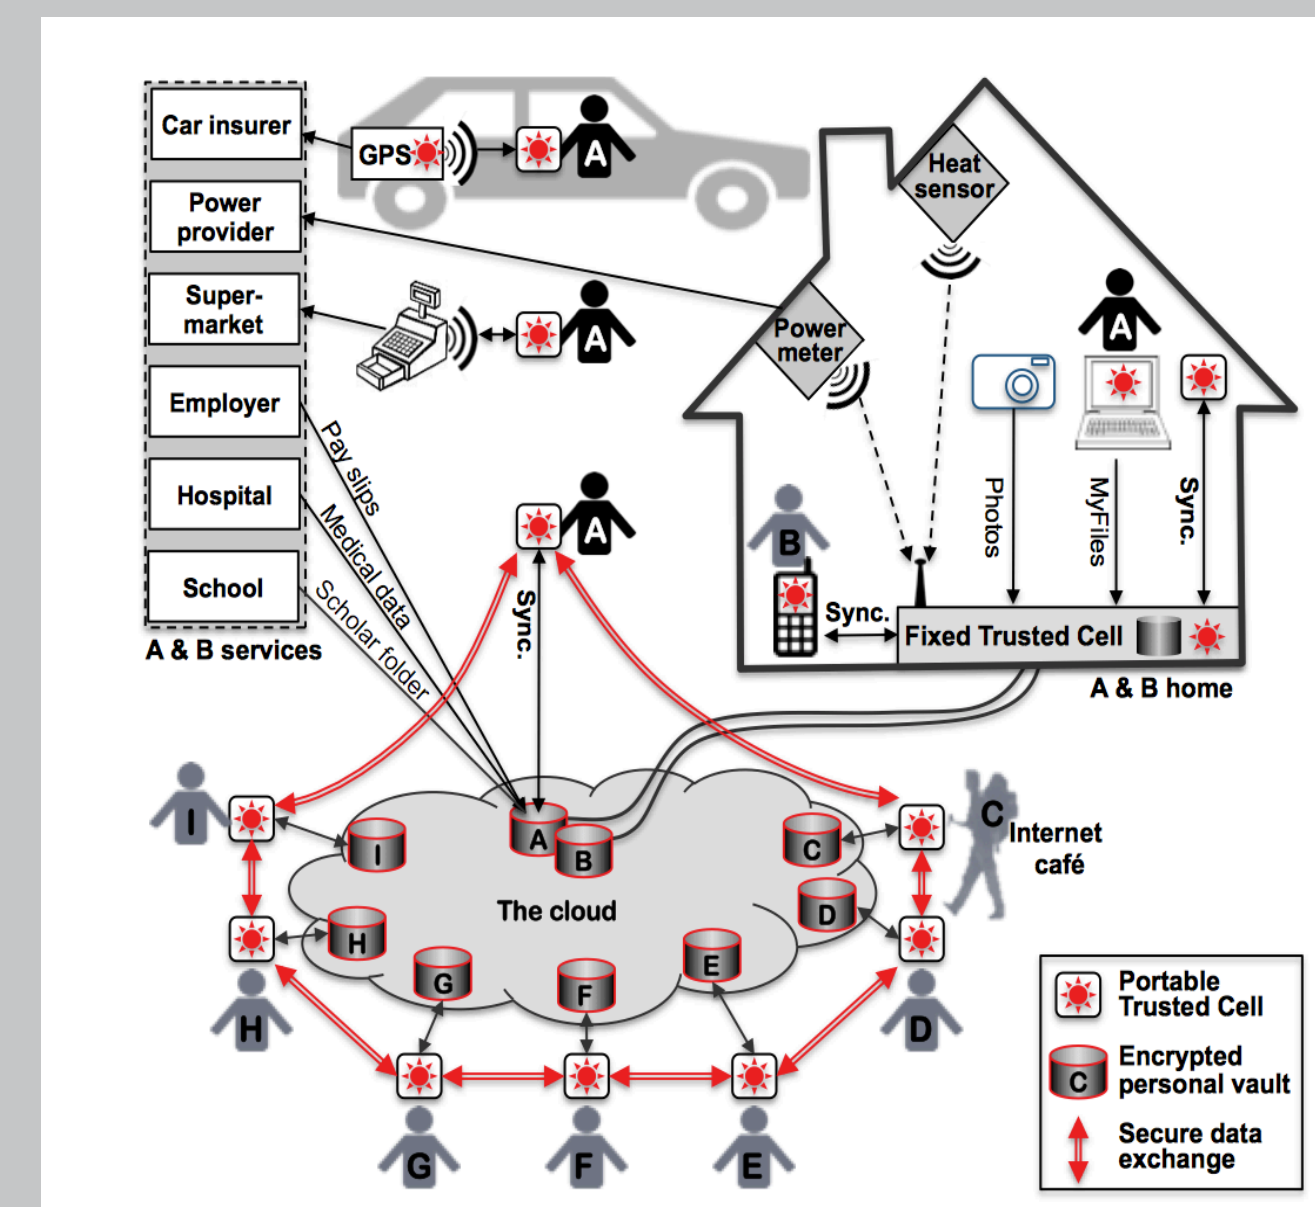 Car insurer
Power
provider
Super-
market
Employer
Hospital
School
A & B services
GPS
A
A
Pay slips
Medical data
Scholar folder
A
Sync.
Heat
sensor
Power
meter
A
B
Photos
MyFiles
Sync.
Sync.
Fixed Trusted Cell
A & B home
I
I
A
B
C
C
Internet
café
The cloud
D
H
G
F
E
H
D
G
F
E
Portable
Trusted Cell
C
Encrypted
personal vault
Secure data
exchange